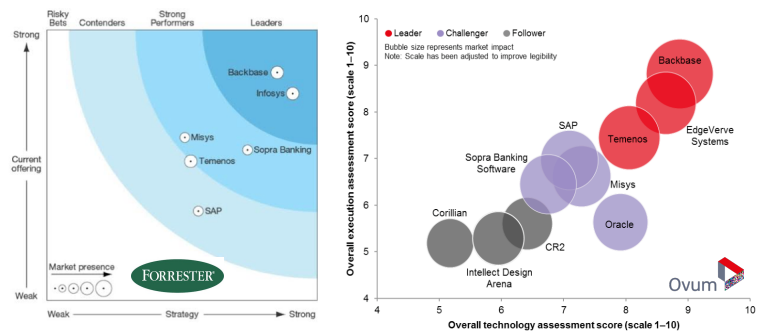 Risky
Bets
Contenders
Strong
Performers
Leaders
Strong
Current
offering
Weak
Backbase
Infosys
Misys
Sopra Banking
Temenos
SAP
Market presence
FORRESTER®
Weak
Strategy
Strong
Overall execution assessment score (scale 1–10)
10
9
8
7
6
5
4
Leader
Challenger
Follower
Bubble size represents market impact
Note: Scale has been adjusted to improve legibility
Backbase
EdgeVerve
Systems
Temenos
SAP
Sopra Banking
Software
Misys
Oracle
Corillian
CR2
Intellect Design
Arena
Ovum
4
5
6
7
8
9
10
Overall technology assessment score (scale 1–10)